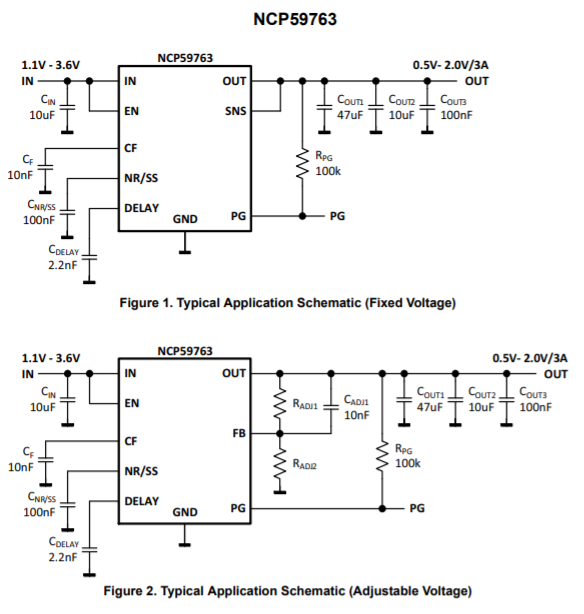 NCP59763
NCP59763
1.1V - 3.6V
0.5V- 2.0V/3A
IN
IN
OUT
OUT
CIN
10uF
EN
SNS
COUT1
47uF
COUT2
10uF
COUT3
100nF
CF
10nF
CF
RPG
100k
CNR/SS
100nF
NR/SS
DELAY
GND
PG
PG
CDELAY
2.2nF
Figure 1. Typical Application Schematic (Fixed Voltage)
NCP59763
1.1V - 3.6V
0.5V- 2.0V/3A
IN
IN
OUT
OUT
CIN
10uF
EN
RADJ1
CADJ1
10nF
COUT1
47uF
COUT2
10uF
COUT3
100nF
FB
CF
10nF
CF
RADJ2
RPG
100k
NR/SS
CNR/SS
100nF
DELAY
GND
PG
PG
CDELAY
2.2nF
Figure 2. Typical Application Schematic (Adjustable Voltage)